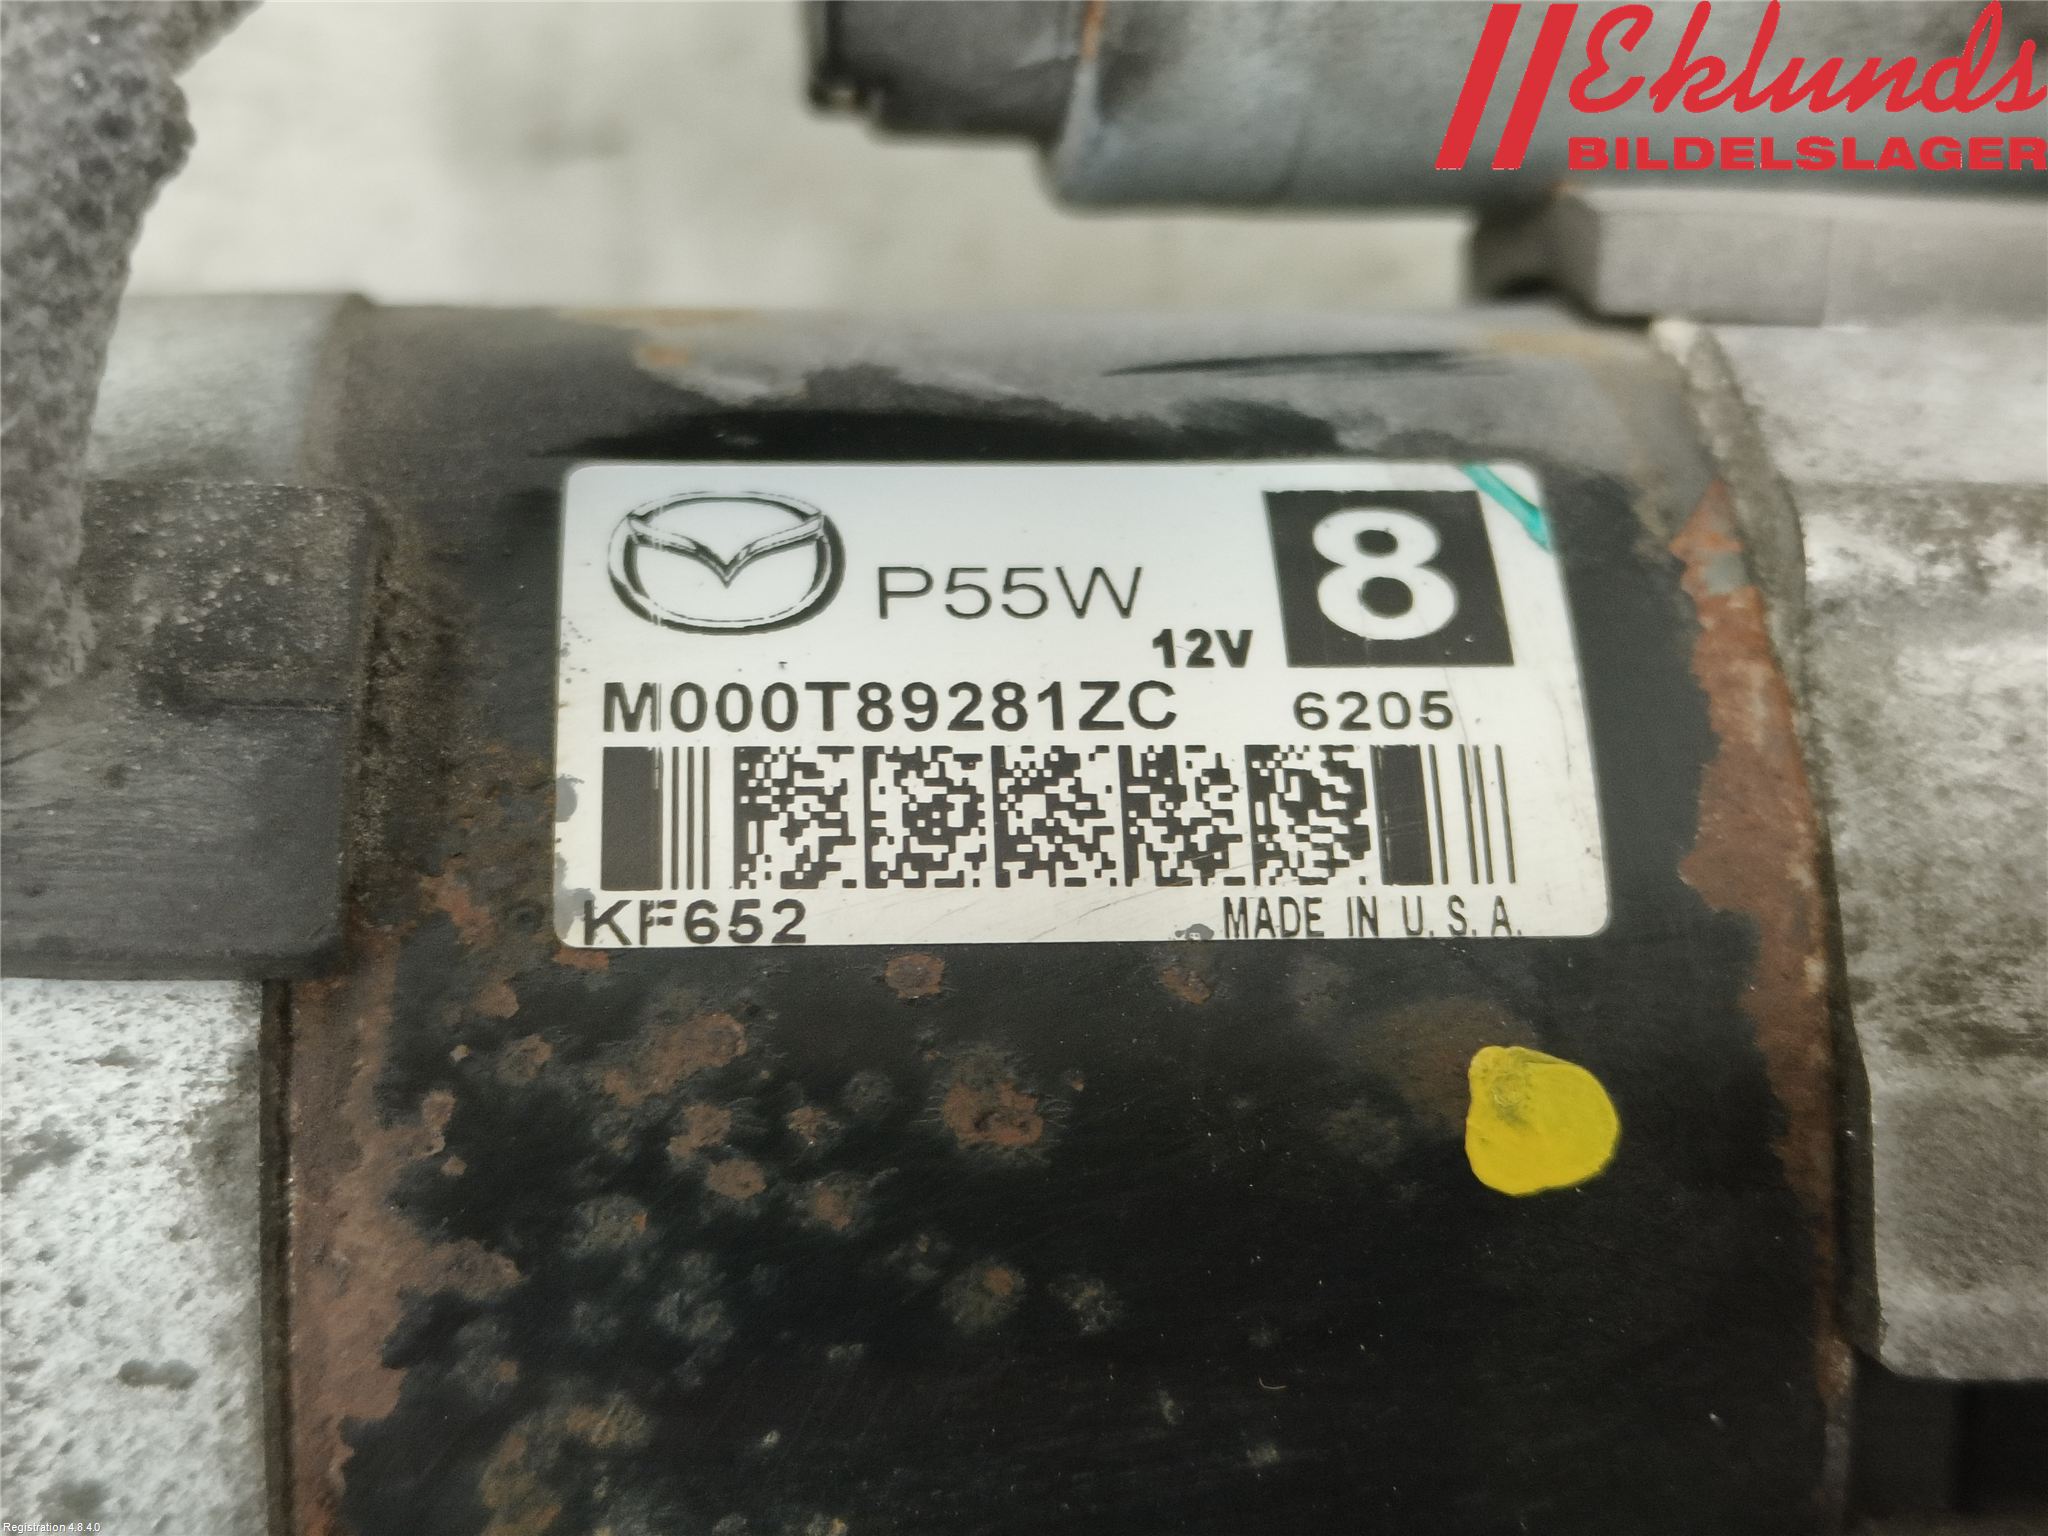 Eklunds
BILDELSLAGER
P55W
8
12V
M000T89281ZC 6205
KF652 MADE IN U.S.A.
Registration 4.8.4.0